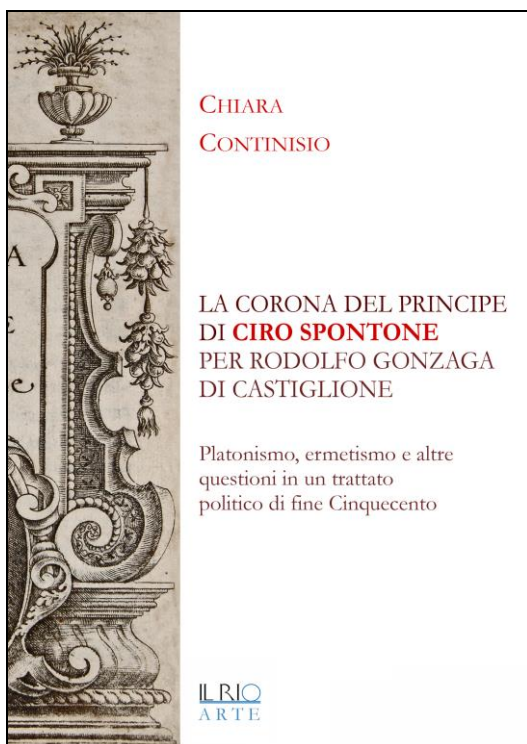 CHIARA
CONTINISIO
LA CORONA DEL PRINCIPE
DI CIRO SPONTONE
PER RODOLFO GONZAGA
DI CASTIGLIONE
Platonismo, ermetismo e altre
questioni in un trattato
politico di fine Cinquecento
IL RIO
ARTE
A
E